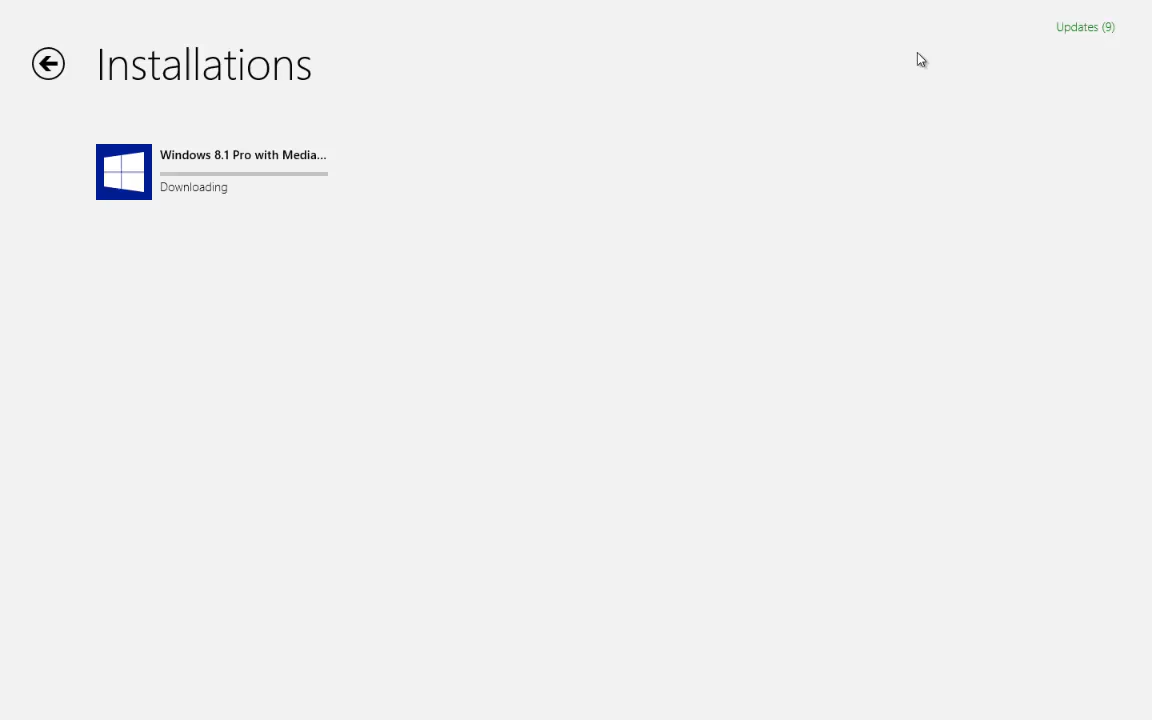 Updates (9)
Installations
Windows 8.1 Pro with Media...
Downloading